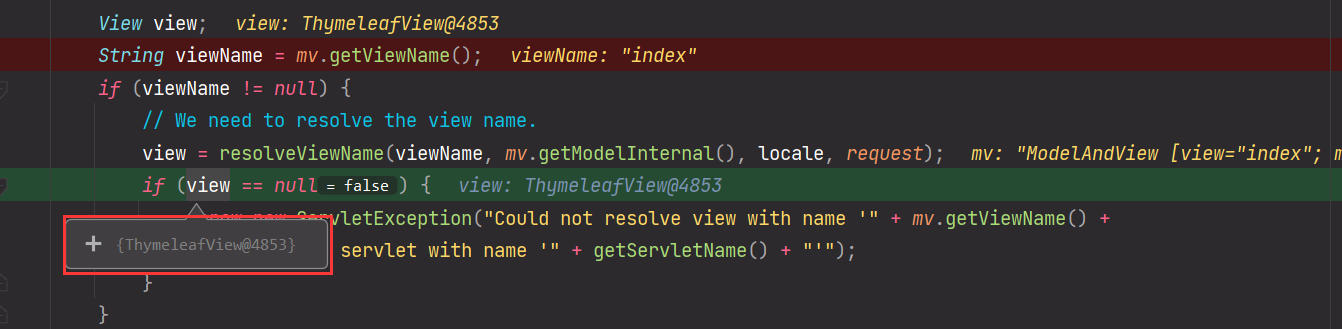 View view;   view: ThymeleafView@4853
String viewName = mv.getViewName();   viewName: "index"
if (viewName != null) {
// We need to resolve the view name.
view = resolveViewName(viewName, mv.getModelInternal(), locale, request);   mv: "ModelAndView [view="index";
if (view == null = false ) {   view: ThymeleafView@4853
new ServletException("Could not resolve view with name '" + mv.getViewName() +
+ {ThymeleafView@4853}
servlet with name '" + getServletName() + "'");
}
}